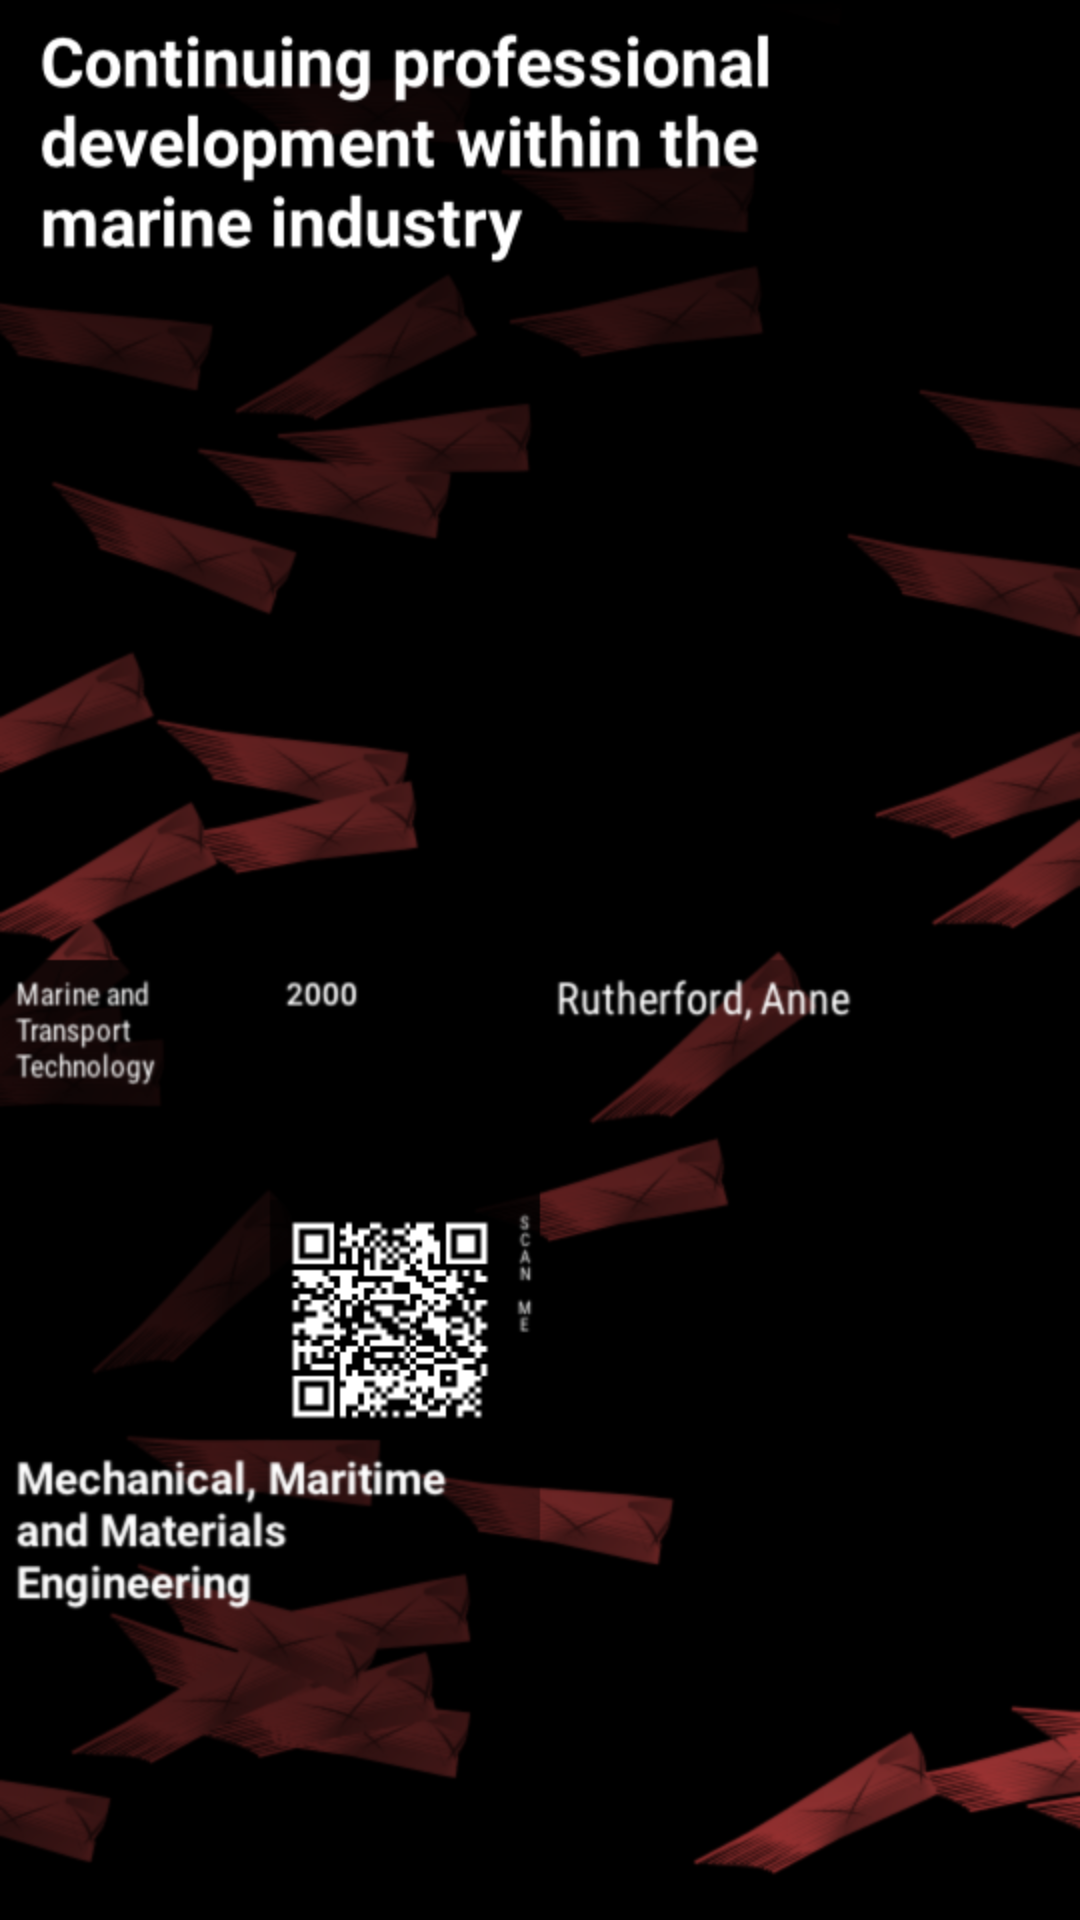 Continuing professional
development within the
marine industry
Marine and
Transport
Technology
2000
Rutherford, Anne
SCAN ME
Mechanical, Maritime
and Materials
Engineering